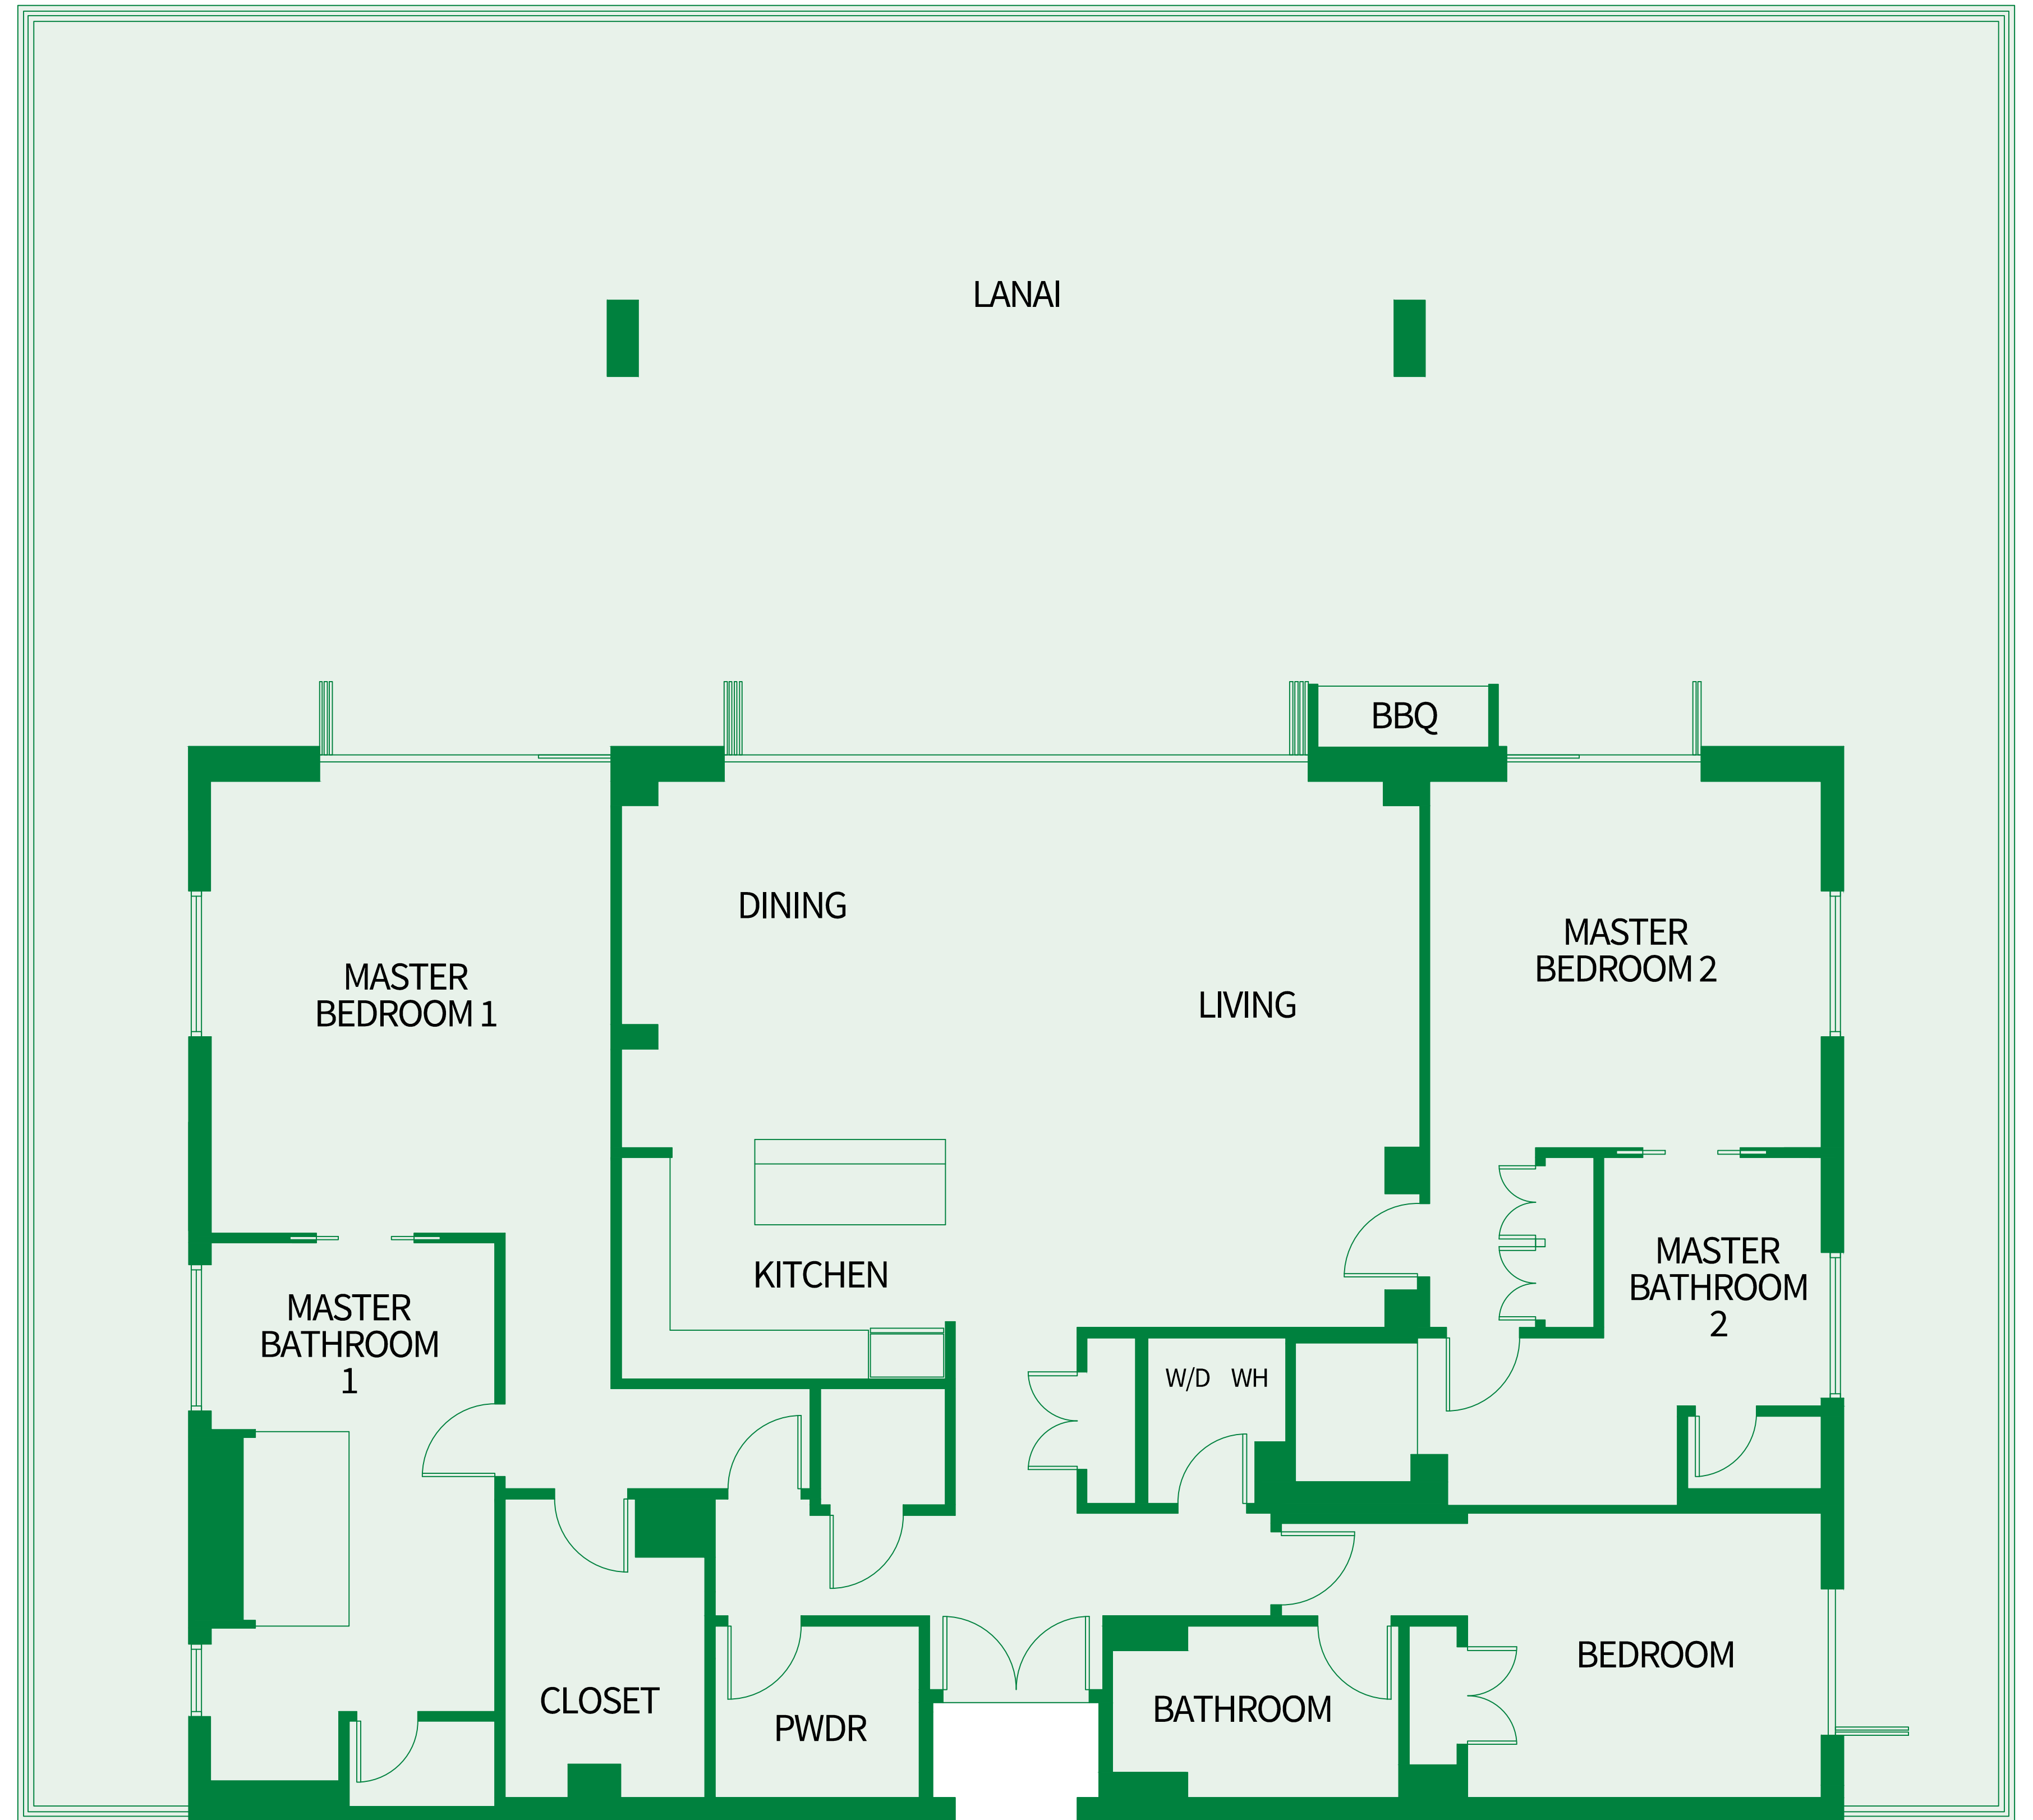 LANAI
BBQ
DINING
MASTER
BEDROOM 2
MASTER
BEDROOM 1
LIVING
MASTER
BATHROOM
2
KITCHEN
MASTER
BATHROOM
1
W/D WH
BEDROOM
CLOSET
BATHROOM
PWDR